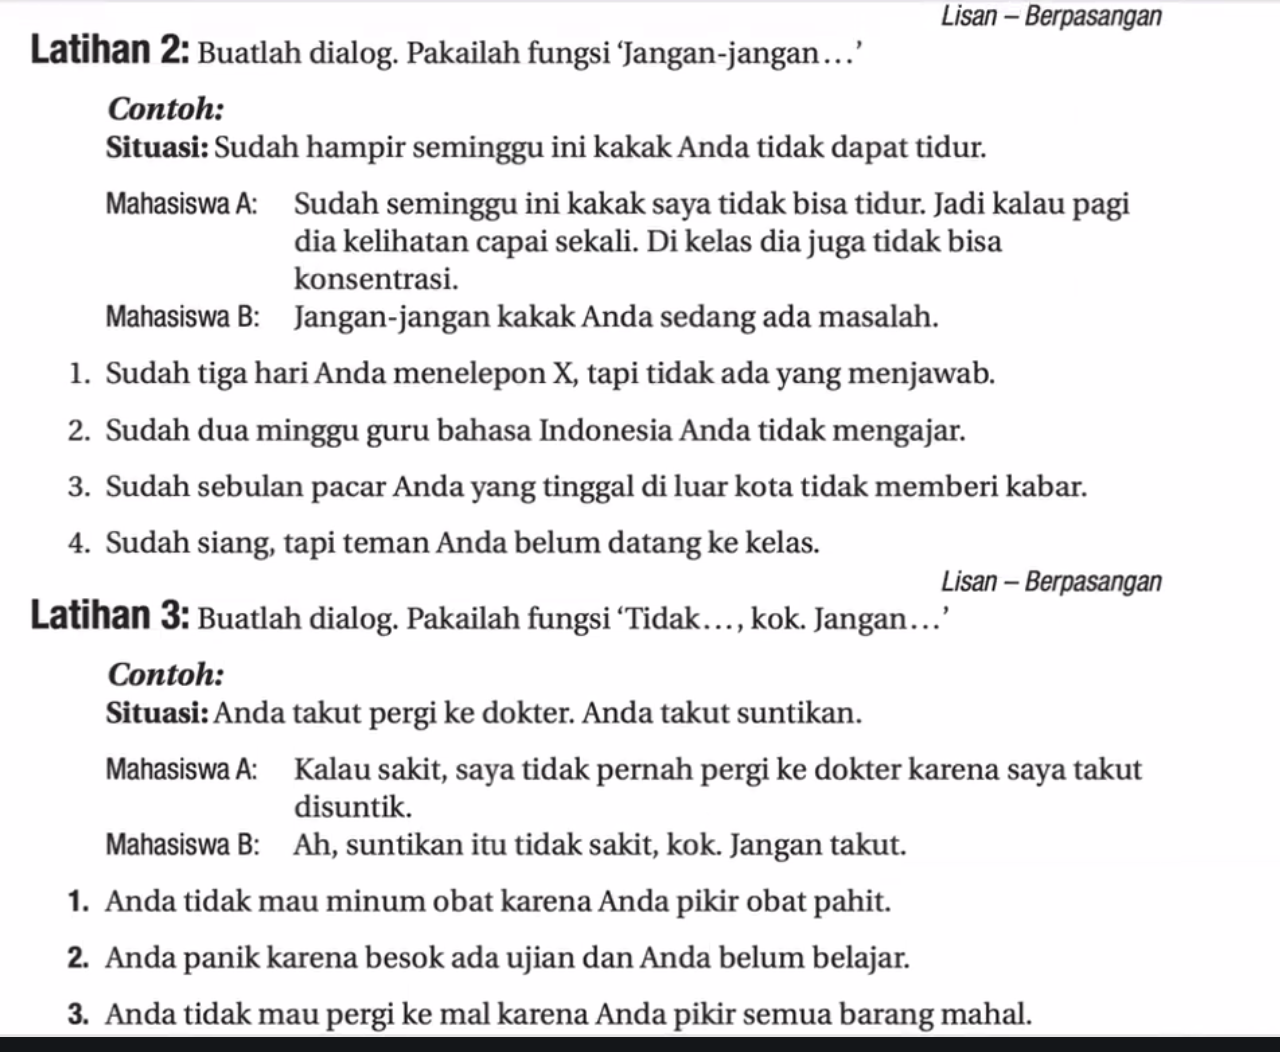 Lisan – Berpasangan
Latihan 2: Buatlah dialog. Pakailah fungsi ‘Jangan-jangan…’
Contoh:
Situasi: Sudah hampir seminggu ini kakak Anda tidak dapat tidur.
Mahasiswa A: Sudah seminggu ini kakak saya tidak bisa tidur. Jadi kalau pagi
dia kelihatan capai sekali. Di kelas dia juga tidak bisa
konsentrasi.
Mahasiswa B: Jangan-jangan kakak Anda sedang ada masalah.
1. Sudah tiga hari Anda menelepon X, tapi tidak ada yang menjawab.
2. Sudah dua minggu guru bahasa Indonesia Anda tidak mengajar.
3. Sudah sebulan pacar Anda yang tinggal di luar kota tidak memberi kabar.
4. Sudah siang, tapi teman Anda belum datang ke kelas.
Lisan – Berpasangan
Latihan 3: Buatlah dialog. Pakailah fungsi ‘Tidak…, kok. Jangan…’
Contoh:
Situasi: Anda takut pergi ke dokter. Anda takut suntikan.
Mahasiswa A: Kalau sakit, saya tidak pernah pergi ke dokter karena saya takut
disuntik.
Mahasiswa B: Ah, suntikan itu tidak sakit, kok. Jangan takut.
1. Anda tidak mau minum obat karena Anda pikir obat pahit.
2. Anda panik karena besok ada ujian dan Anda belum belajar.
3. Anda tidak mau pergi ke mal karena Anda pikir semua barang mahal.